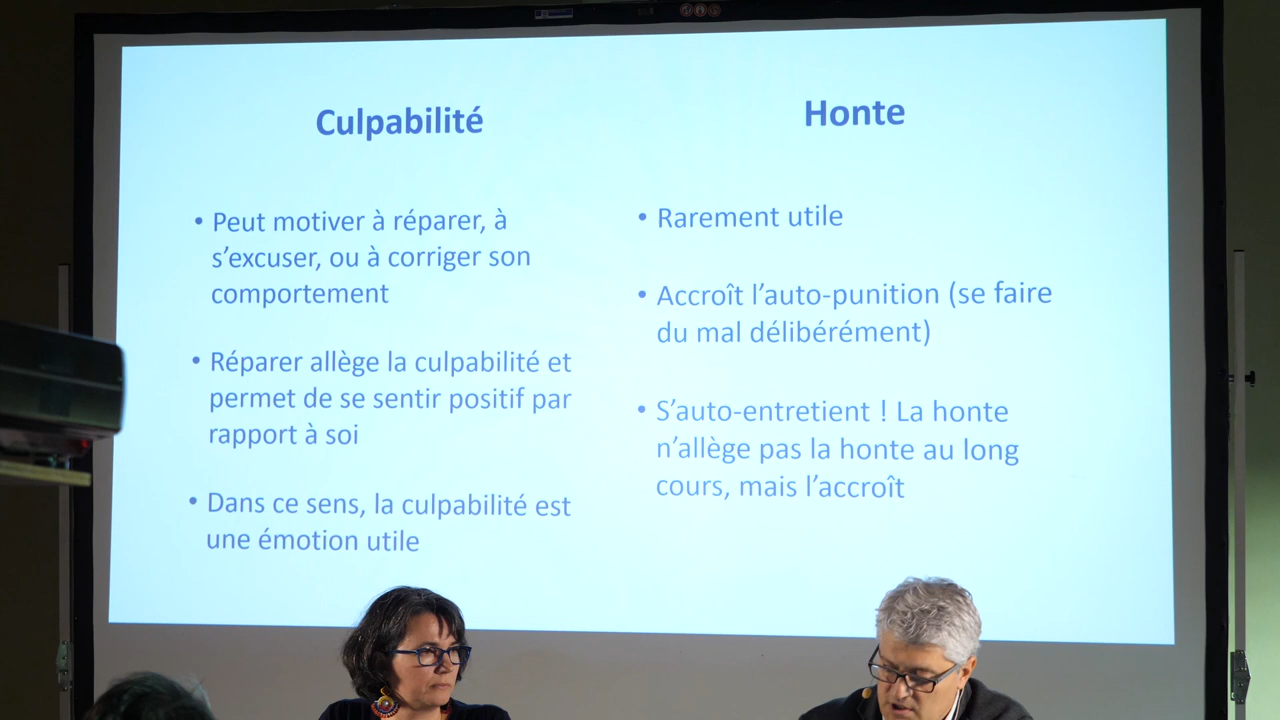 Culpabilité
• Peut motiver à réparer, à
s’excuser, ou à corriger son
comportement
• Réparer allège la culpabilité et
permet de se sentir positif par
rapport à soi
• Dans ce sens, la culpabilité est
une émotion utile
Honte
• Rarement utile
• Accroît l’auto-punition (se faire
du mal délibérément)
• S’auto-entretient ! La honte
n’allège pas la honte au long
cours, mais l’accroît